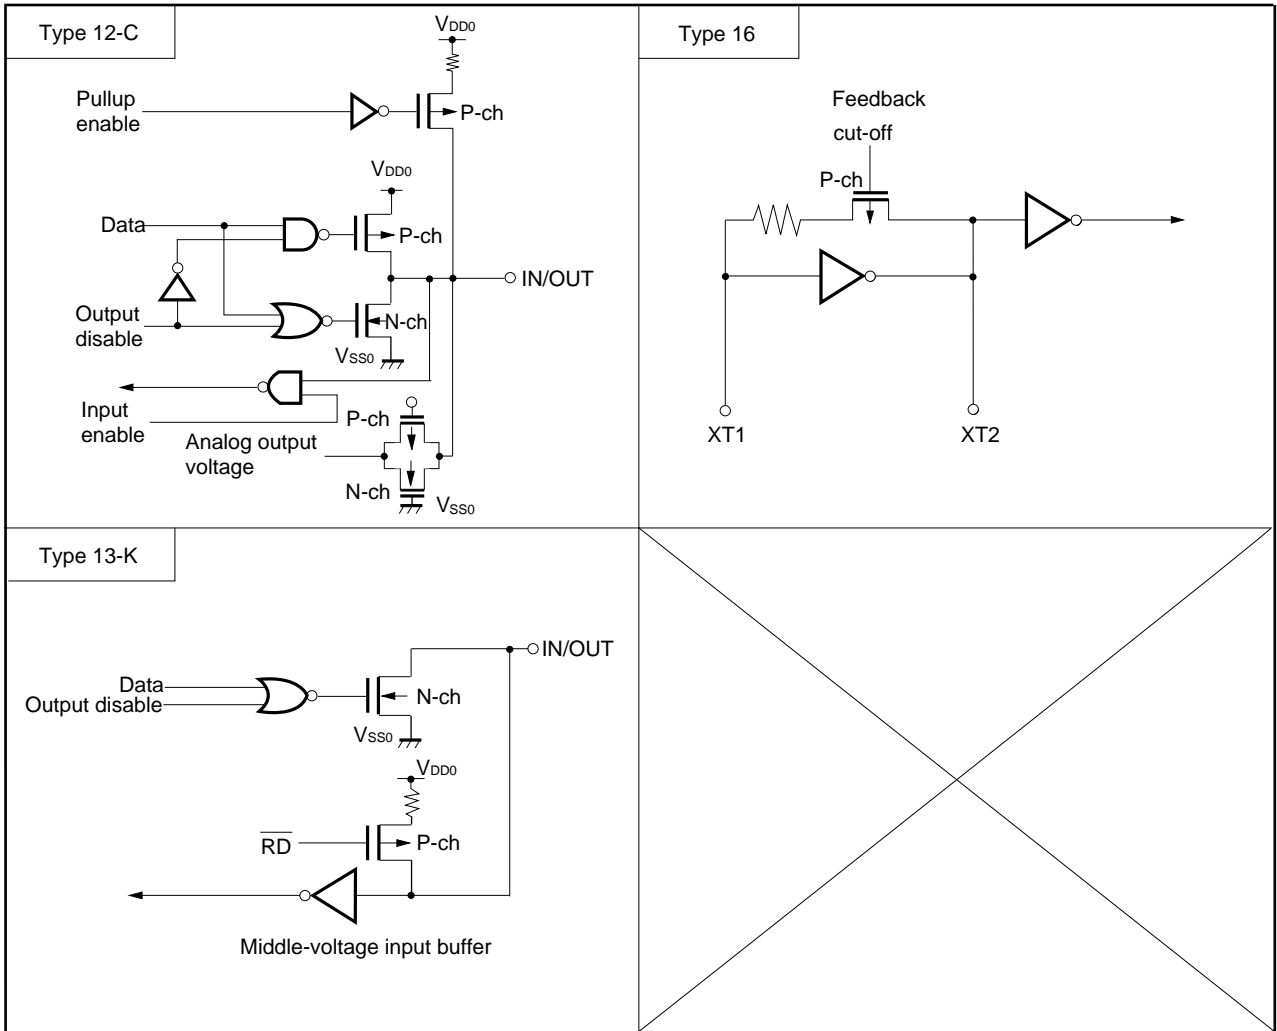 Type 12-C
VDD0
Pullup
enable
P-ch
VDD0
Data
P-ch
IN/OUT
Output
disable
N-ch
VSS0
Input
enable
P-ch
Analog output
voltage
N-ch
VSS0
Type 16
Feedback
cut-off
P-ch
XT1
XT2
Type 13-K
IN/OUT
Data
Output disable
N-ch
VSS0
VDD0
RD
P-ch
Middle-voltage input buffer